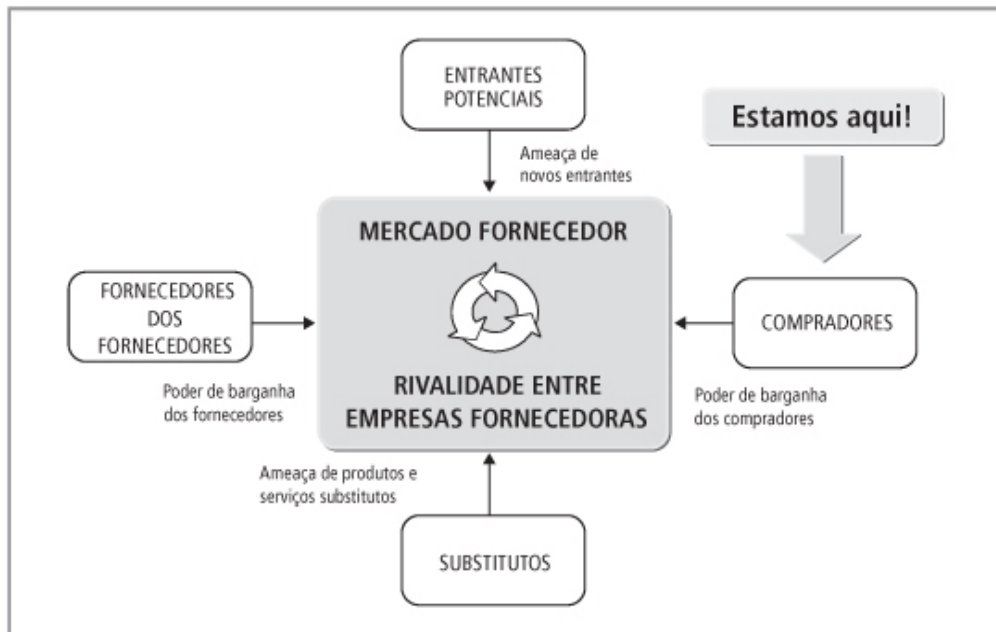 ENTRANTES
POTENCIAIS
Estamos aqui!
Ameaça de
novos entrantes
MERCADO FORNECEDOR
FORNECEDORES
DOS
FORNECEDORES
COMPRADORES
RIVALIDADE ENTRE
EMPRESAS FORNECEDORAS
Poder de barganha
dos fornecedores
Poder de barganha
dos compradores
Ameaça de produtos e
serviços substitutos
SUBSTITUTOS